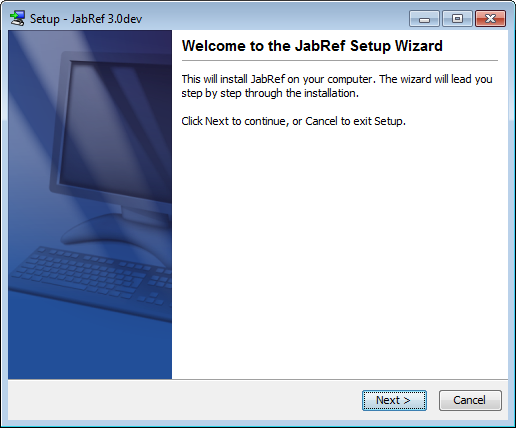 Setup - JabRef 3.0dev
Welcome to the JabRef Setup Wizard
This will install JabRef on your computer. The wizard will lead you
step by step through the installation.
Click Next to continue, or Cancel to exit Setup.
Next >
Cancel